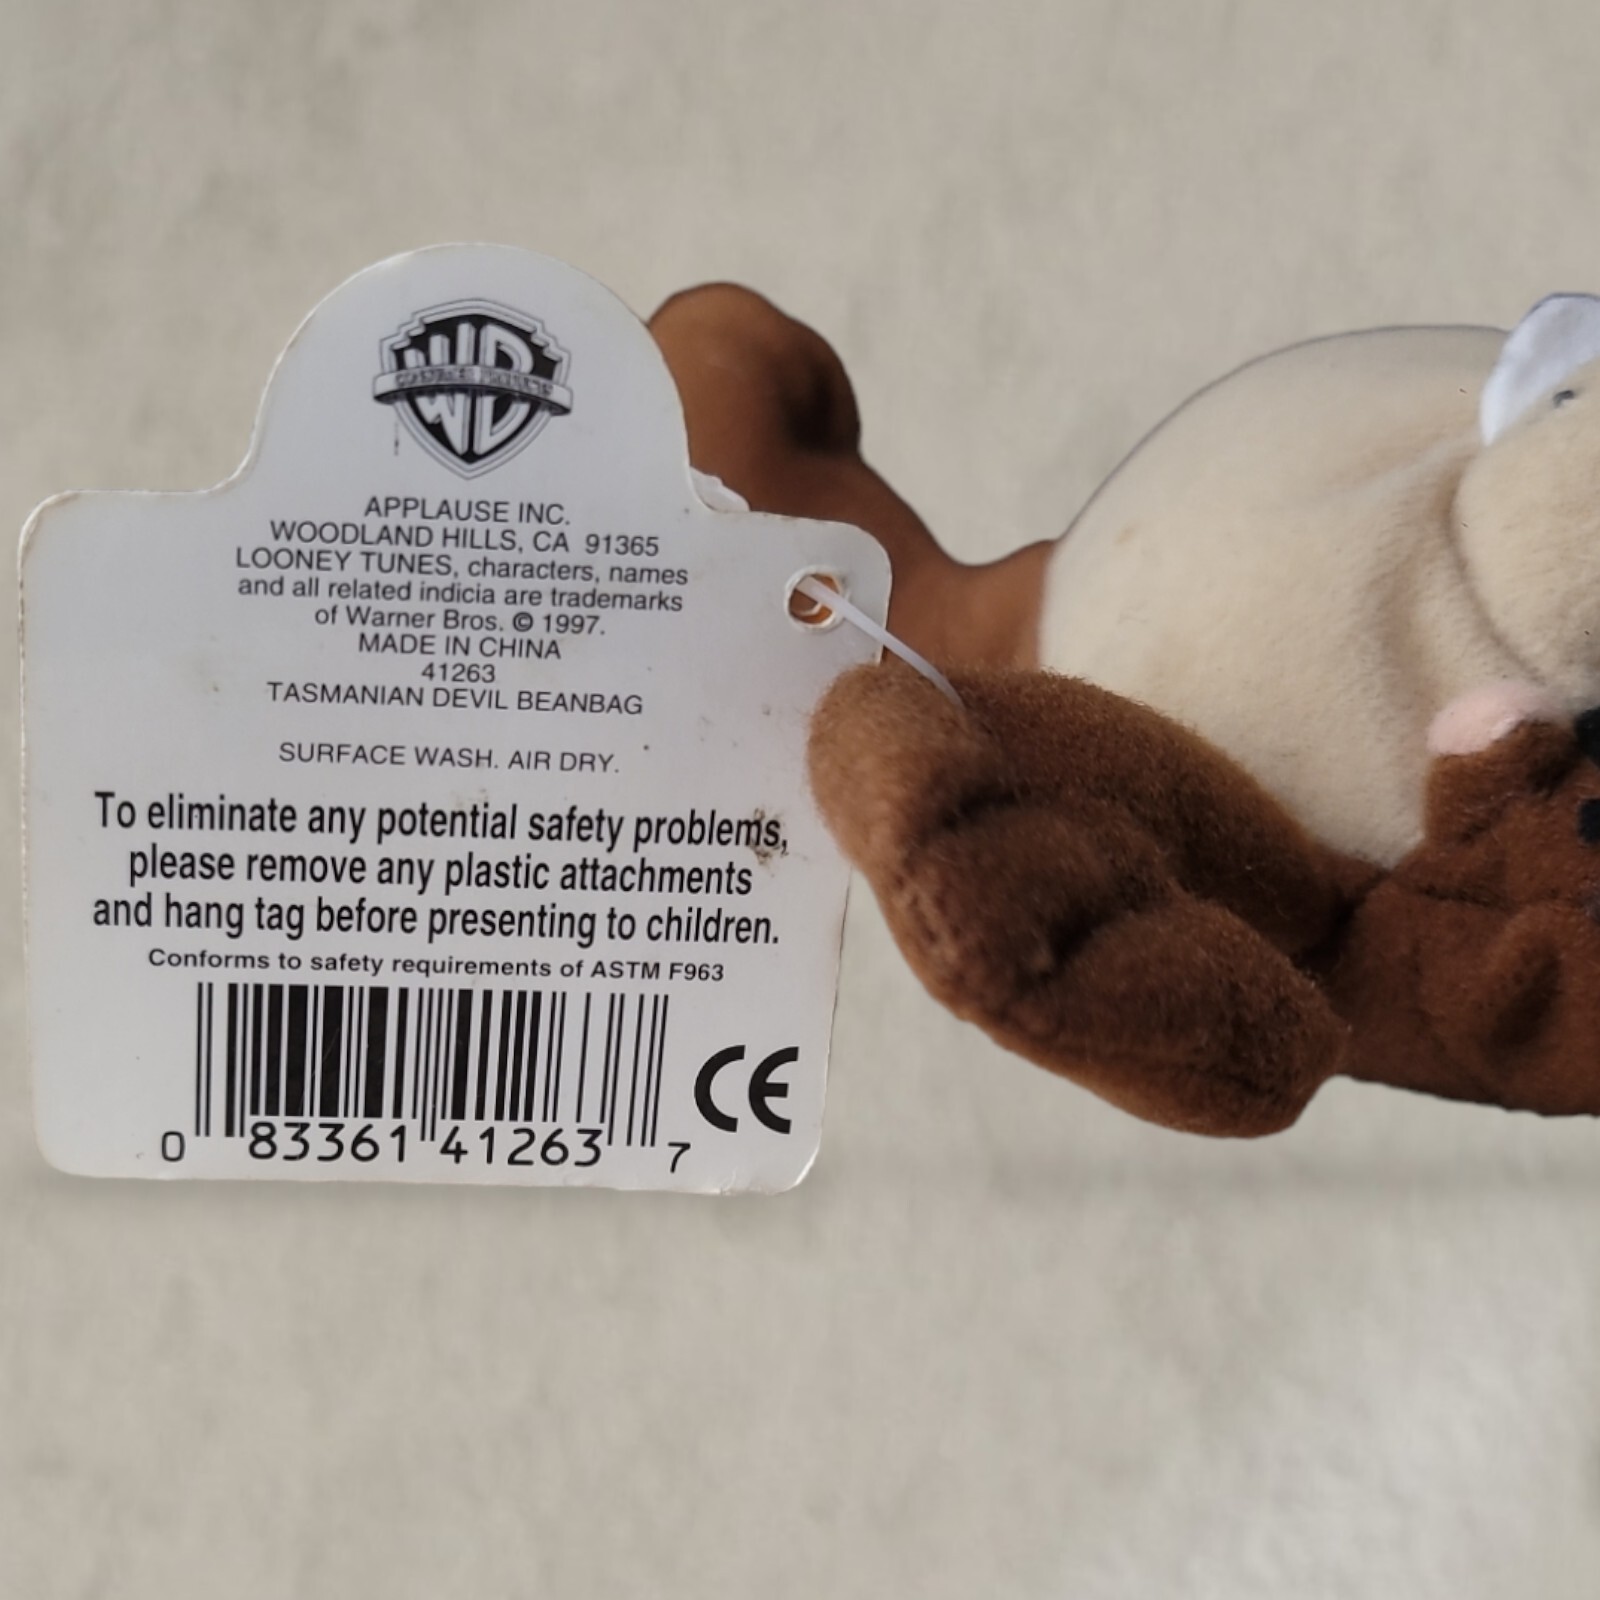 WB
APPLAUSE INC.
WOODLAND HILLS, CA 91365
LOONEY TUNES, characters, names
and all related indicia are trademarks
of Warner Bros. © 1997.
MADE IN CHINA
41263
TASMANIAN DEVIL BEANBAG
SURFACE WASH. AIR DRY.
To eliminate any potential safety problems,
please remove any plastic attachments
and hang tag before presenting to children.
Conforms to safety requirements of ASTM F963
CE
0 83361 41263 7